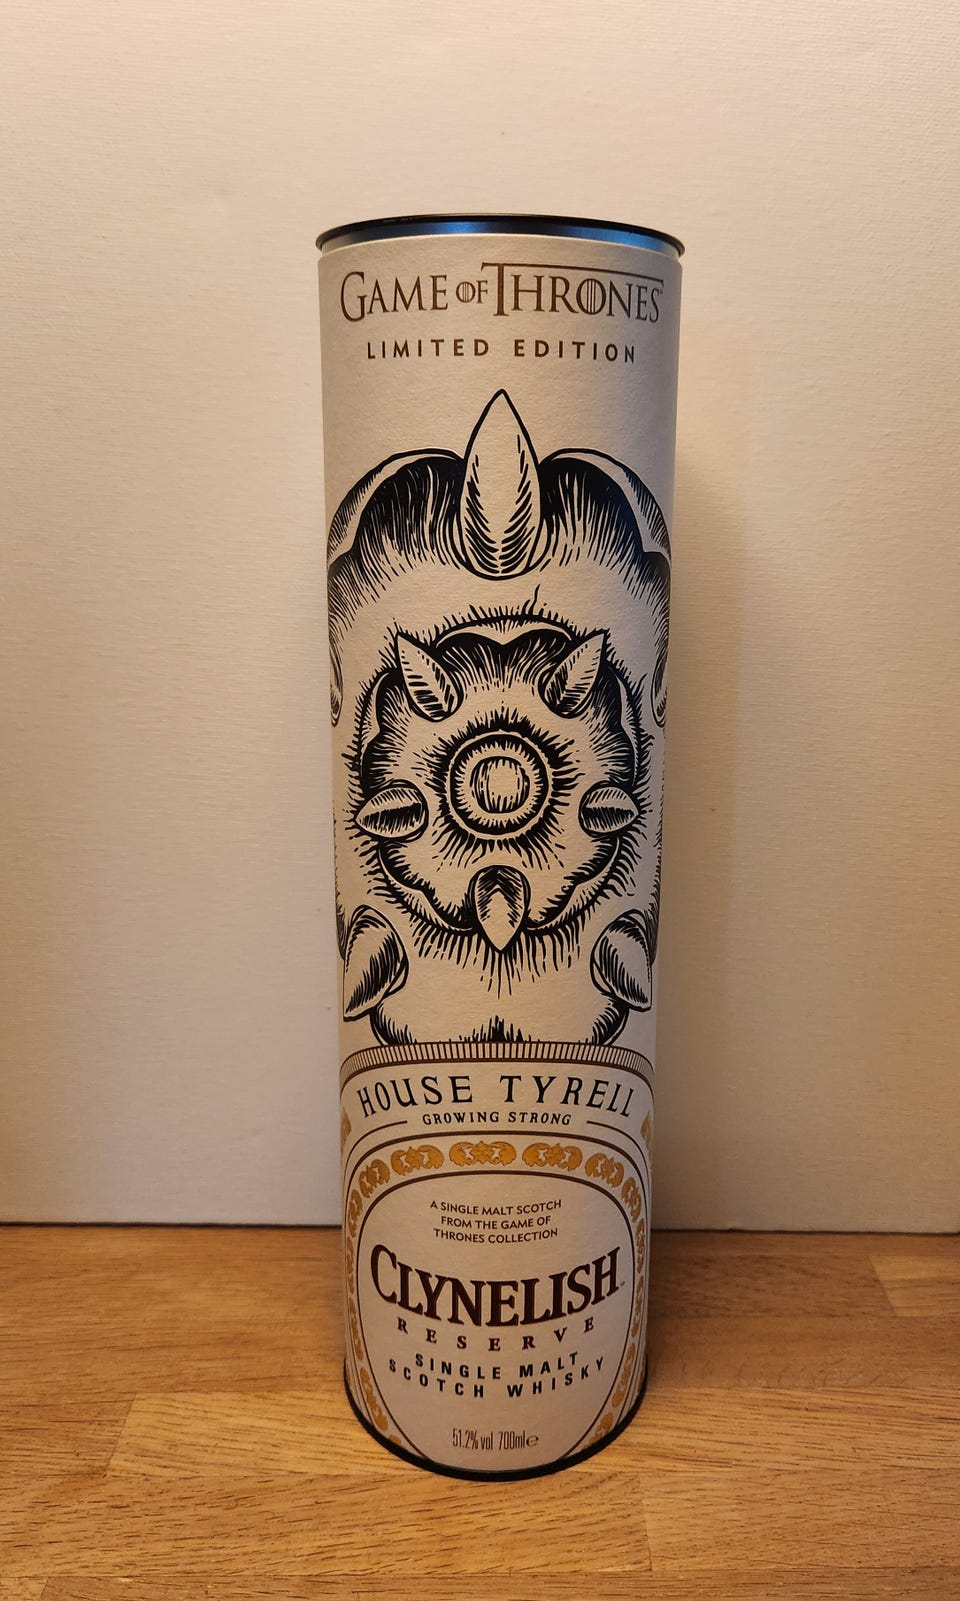 GAME OF THRONES
LIMITED EDITION
HOUSE TYRELL
GROWING STRONG
A SINGLE MALT SCOTCH
FROM THE GAME OF
THRONES COLLECTION
CLYNELISH
RESERVE
SINGLE MALT
SCOTCH WHISKY
51.2% vol 700ml℮